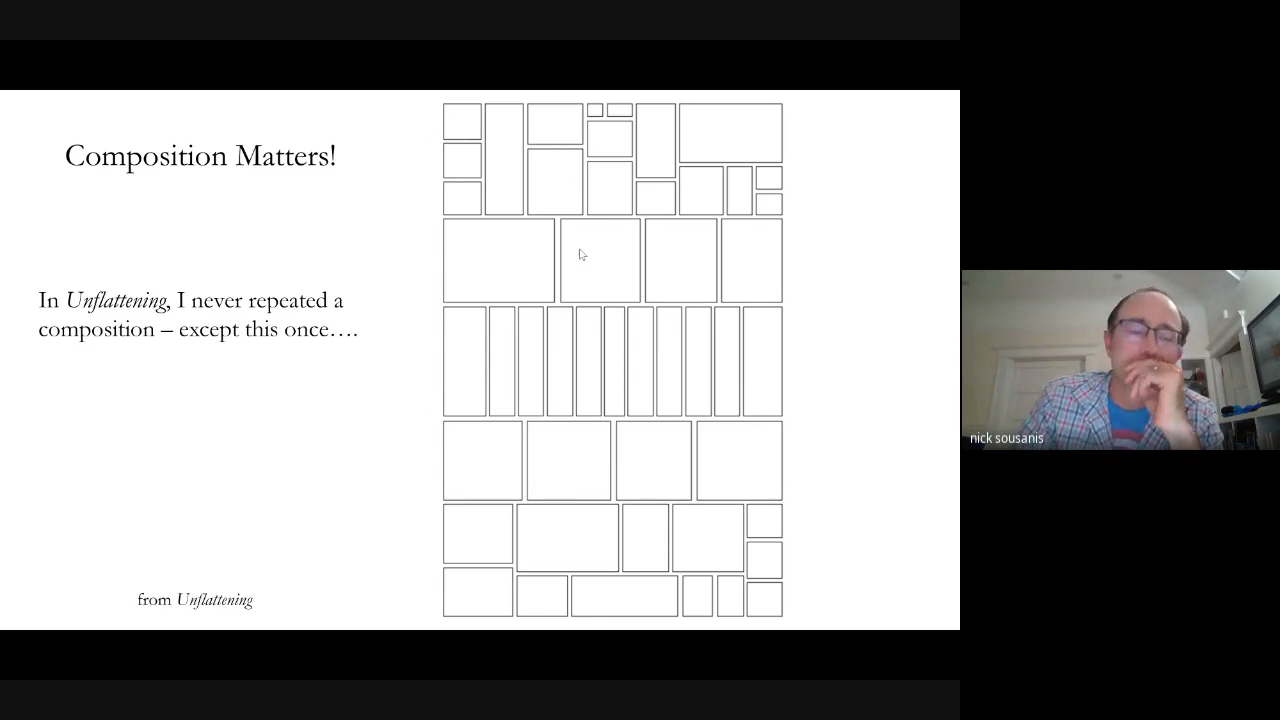 Composition Matters!
In Unflattening, I never repeated a
composition – except this once….
from Unflattening
nick sousanis